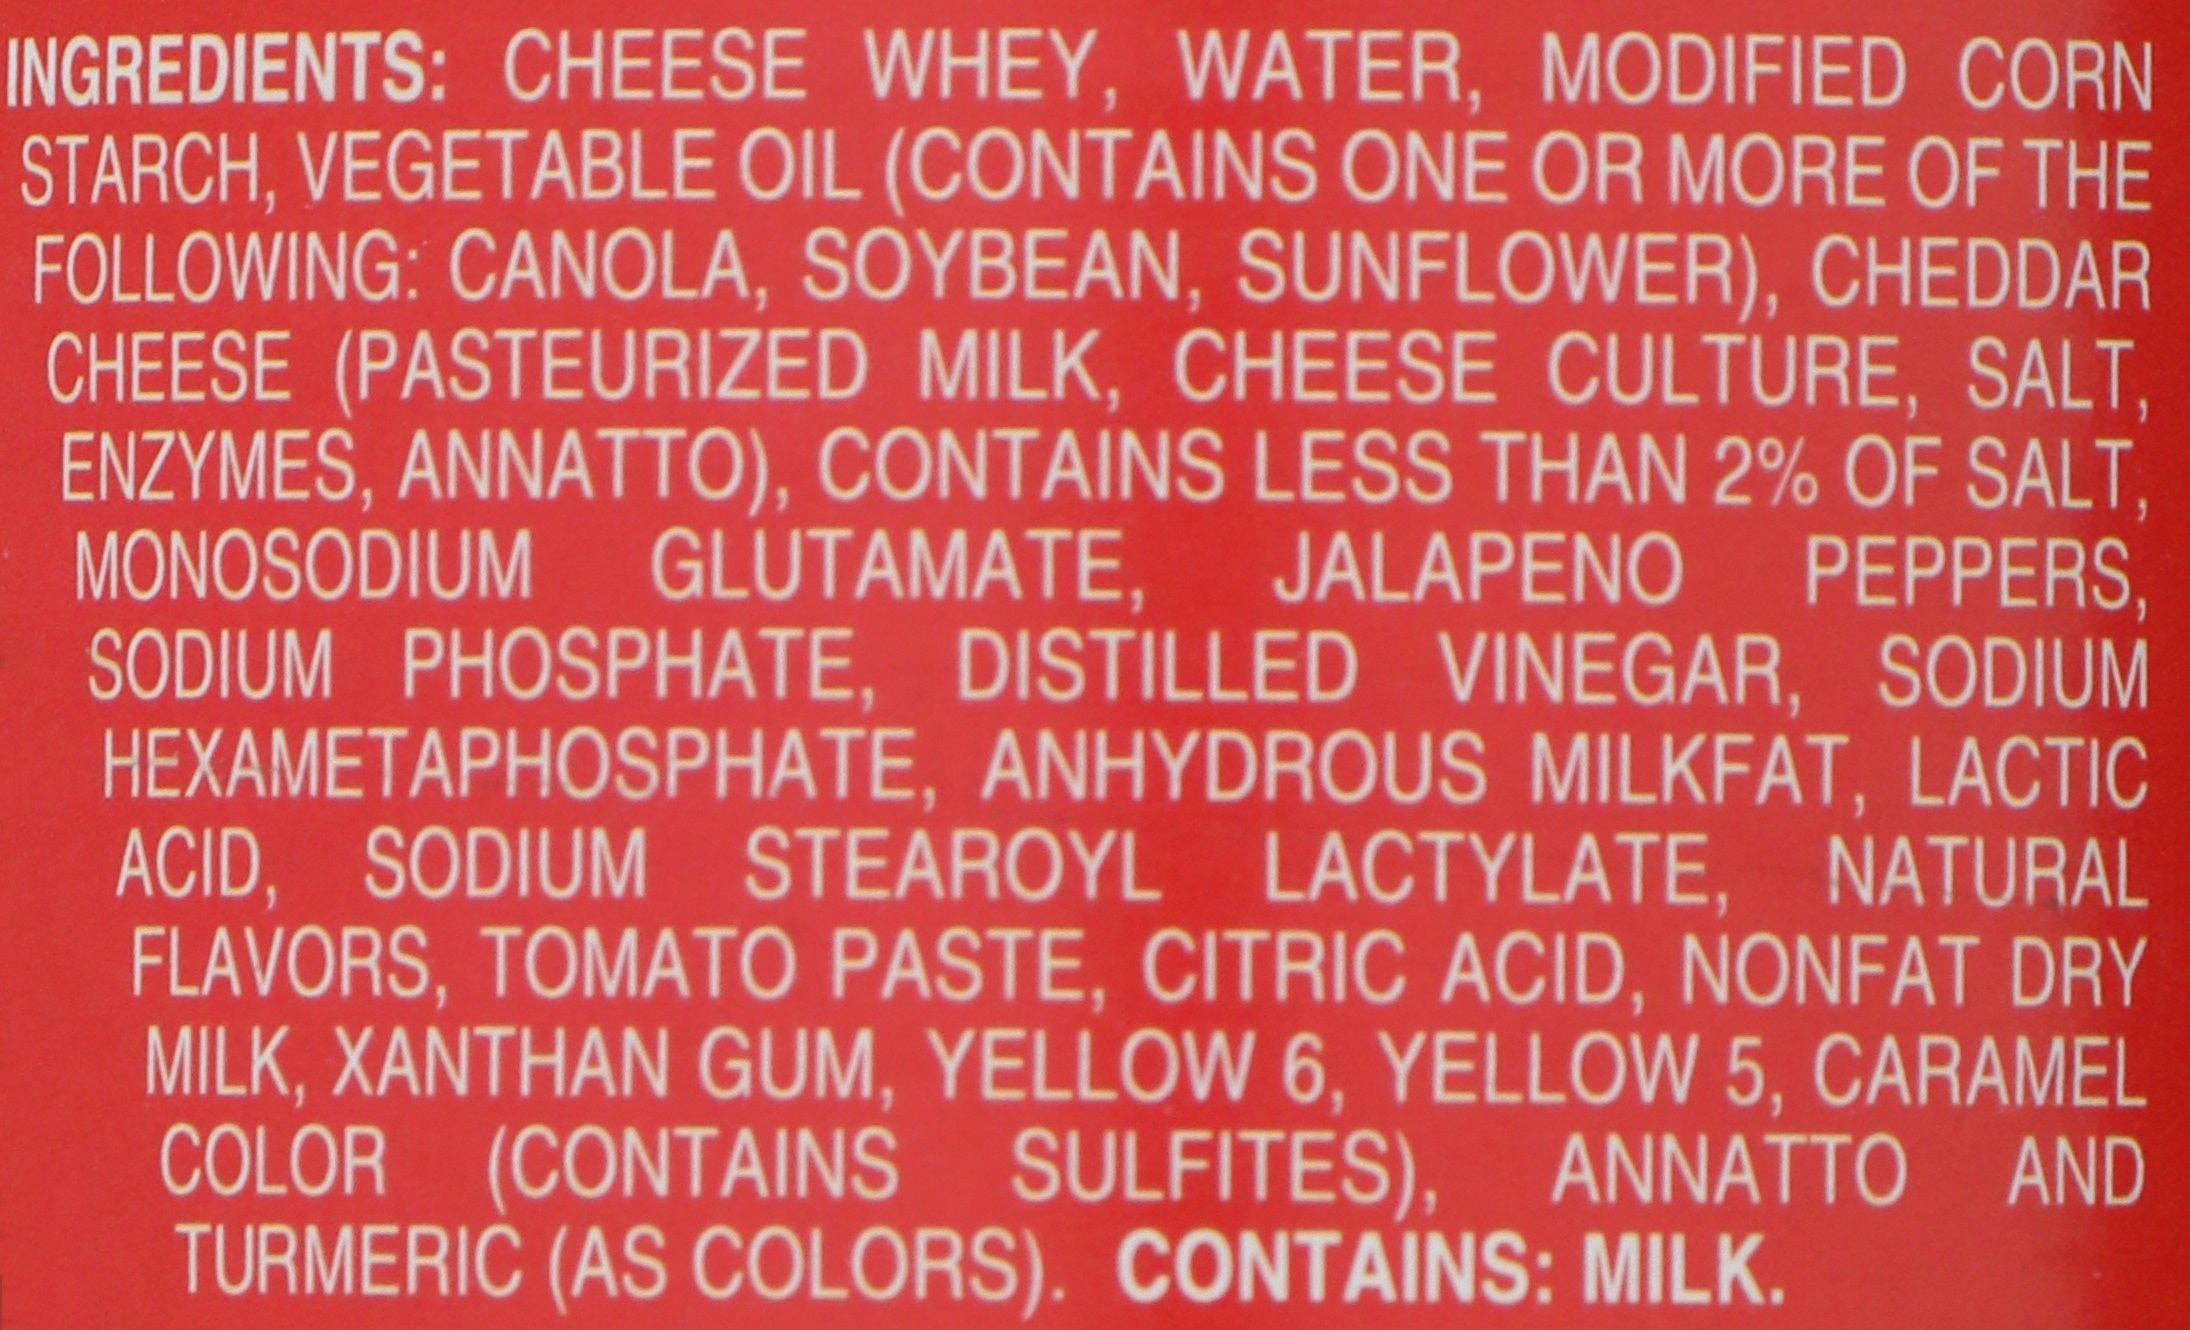 INGREDIENTS: CHEESE WHEY, WATER, MODIFIED CORN
STARCH, VEGETABLE OIL (CONTAINS ONE OR MORE OF THE
FOLLOWING: CANOLA, SOYBEAN, SUNFLOWER), CHEDDAR
CHEESE (PASTEURIZED MILK, CHEESE CULTURE, SALT,
ENZYMES, ANNATTO), CONTAINS LESS THAN 2% OF SALT,
MONOSODIUM GLUTAMATE, JALAPENO PEPPERS,
SODIUM PHOSPHATE, DISTILLED VINEGAR, SODIUM
HEXAMETAPHOSPHATE, ANHYDROUS MILKFAT, LACTIC
ACID, SODIUM STEAROYL LACTYLATE, NATURAL
FLAVORS, TOMATO PASTE, CITRIC ACID, NONFAT DRY
MILK, XANTHAN GUM, YELLOW 6, YELLOW 5, CARAMEL
COLOR (CONTAINS SULFITES), ANNATTO AND
TURMERIC (AS COLORS). CONTAINS: MILK.